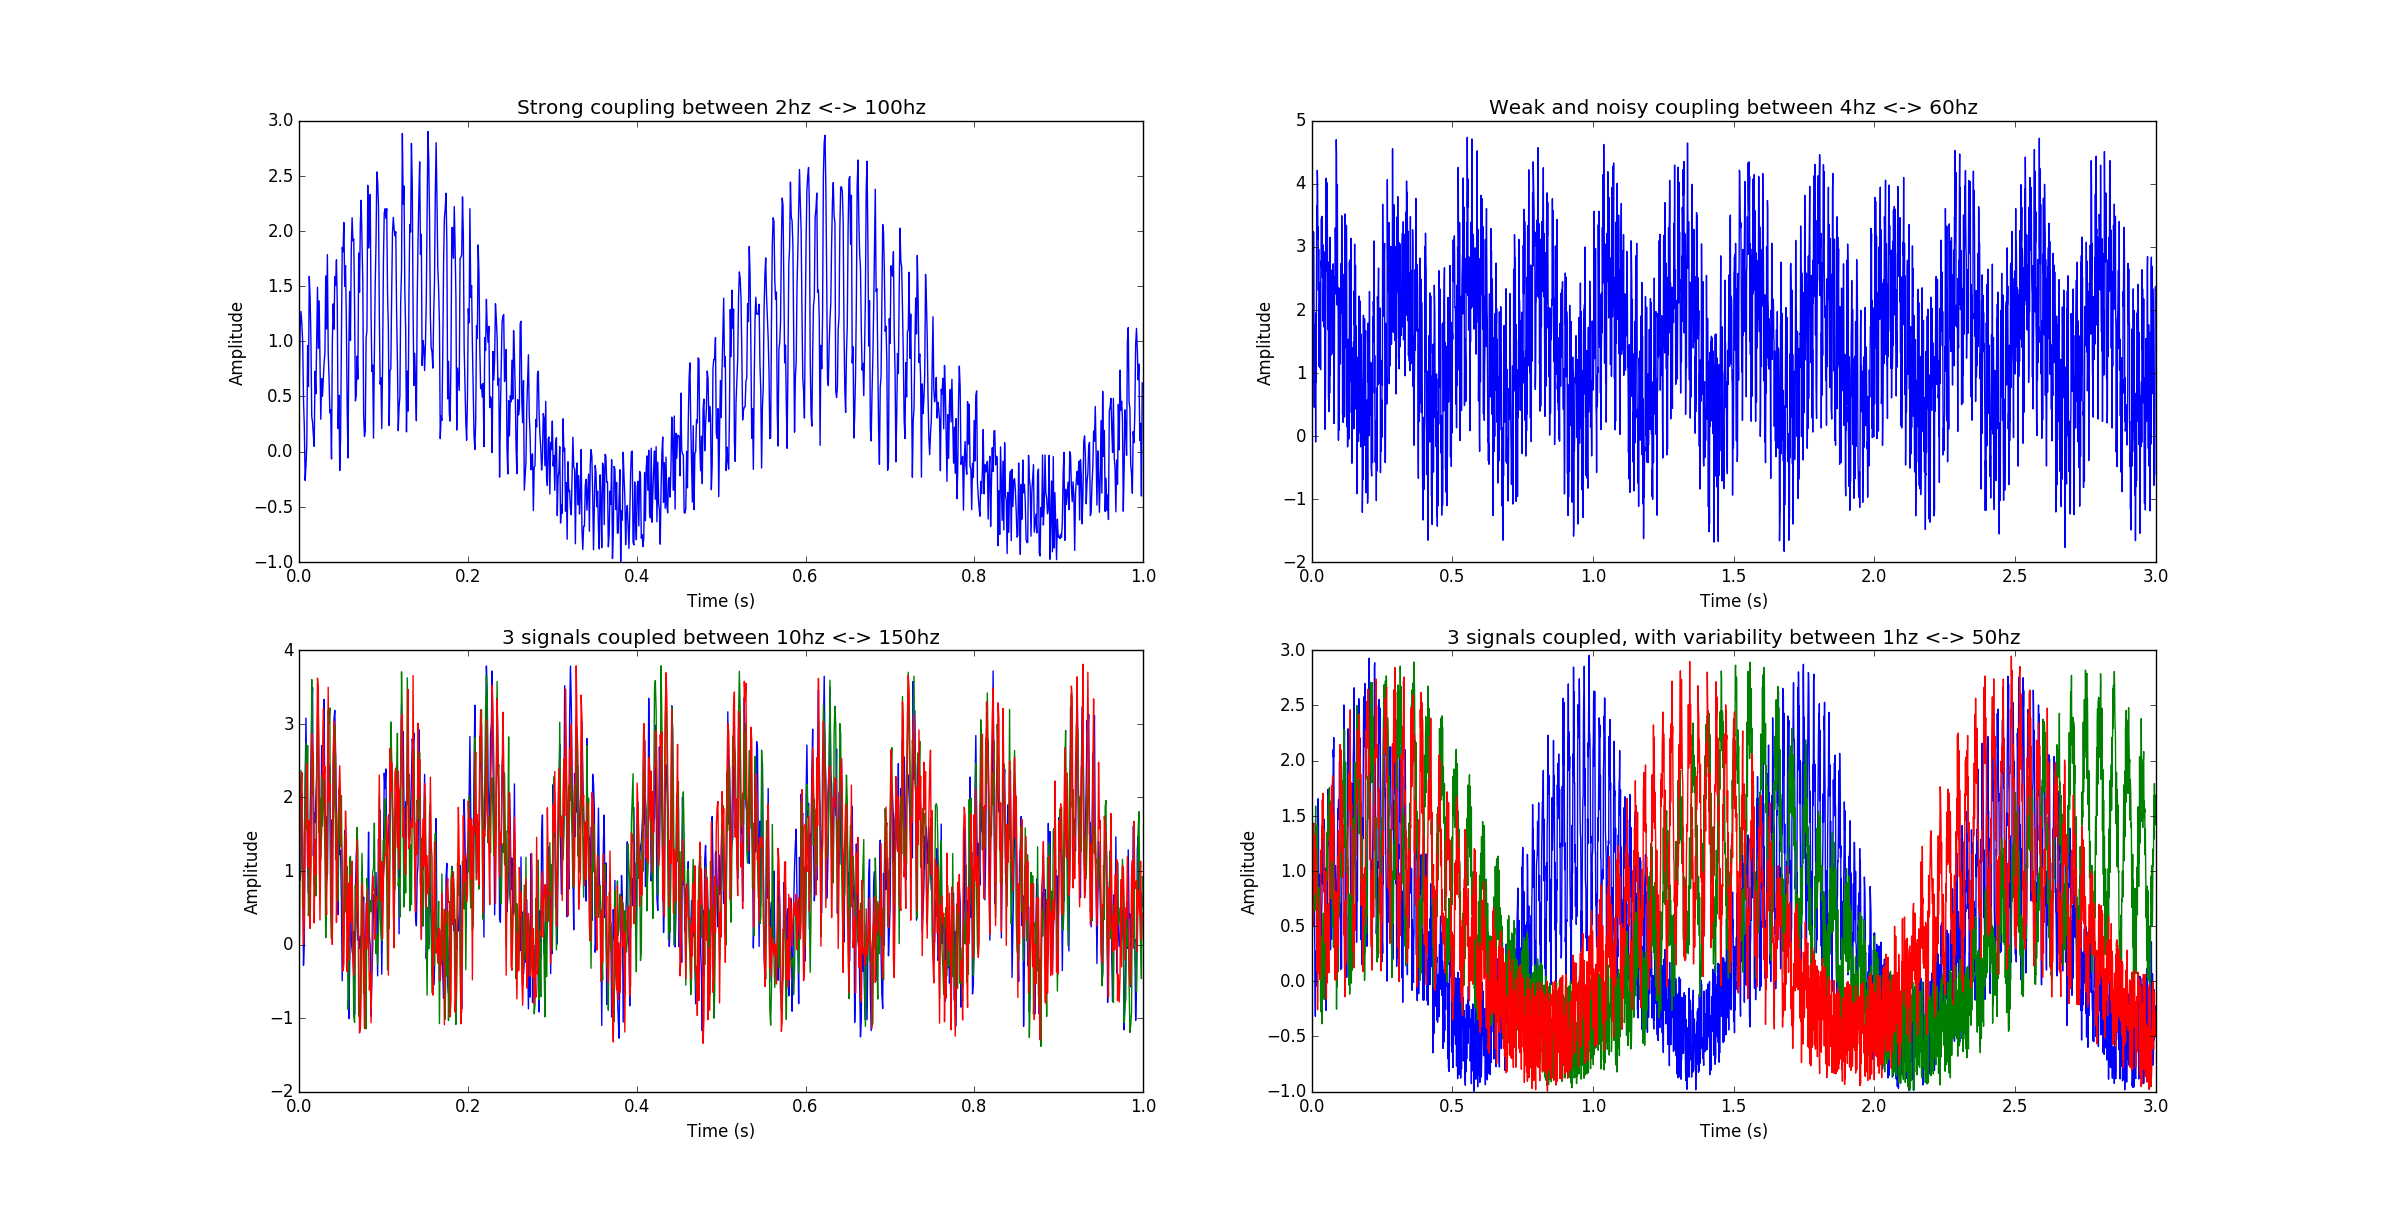 Strong coupling between 2hz <-> 100hz
3.0
2.5
2.0
1.5
1.0
0.5
0.0
−0.5
−1.0
Amplitude
0.0 0.2 0.4 0.6 0.8 1.0
Time (s)
Weak and noisy coupling between 4hz <-> 60hz
5
4
3
2
1
0
−1
−2
Amplitude
0.0 0.5 1.0 1.5 2.0 2.5 3.0
Time (s)
3 signals coupled between 10hz <-> 150hz
4
3
2
1
0
−1
−2
Amplitude
0.0 0.2 0.4 0.6 0.8 1.0
Time (s)
3 signals coupled, with variability between 1hz <-> 50hz
3.0
2.5
2.0
1.5
1.0
0.5
0.0
−0.5
−1.0
Amplitude
0.0 0.5 1.0 1.5 2.0 2.5 3.0
Time (s)